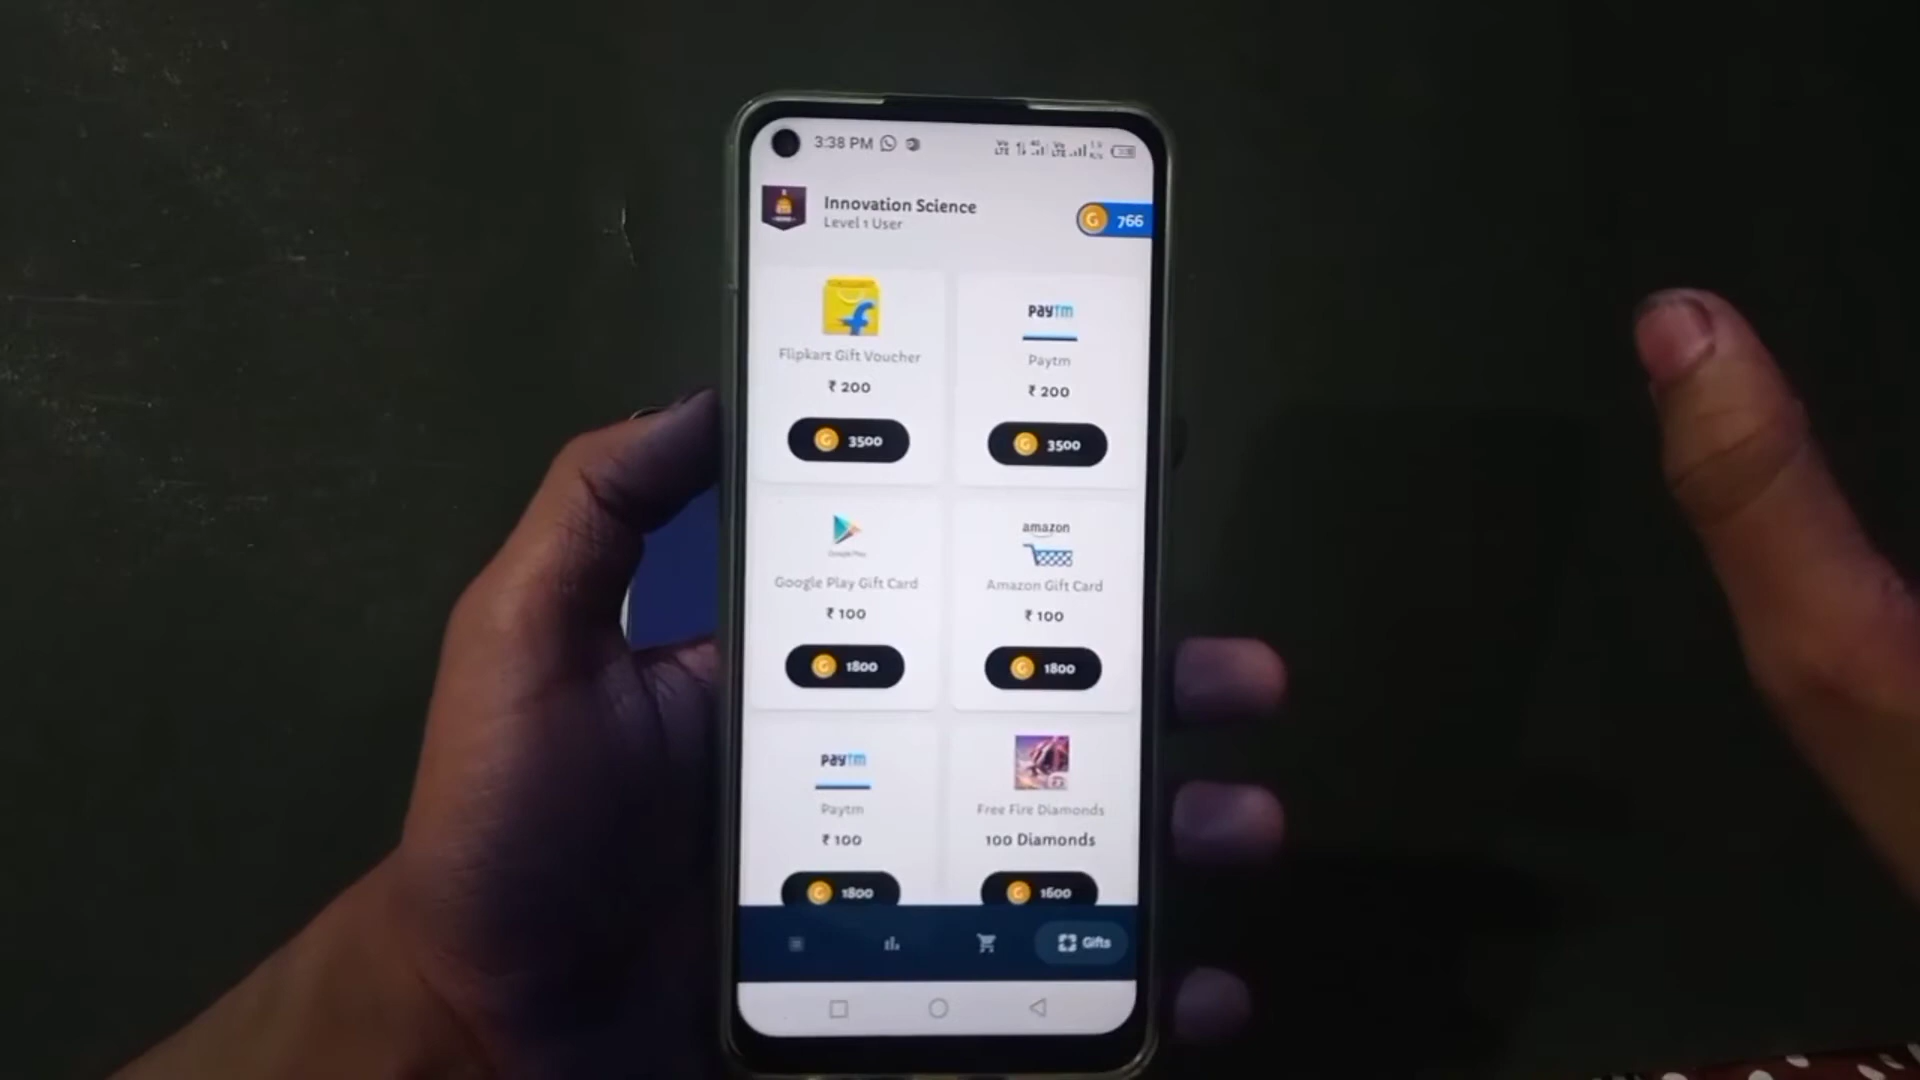 3:38 PM
Innovation Science
Level 1 User
G 766
Flipkart Gift Voucher
₹ 200
G 3500
Paytm
Paytm
₹ 200
G 3500
Google Play
Google Play Gift Card
₹ 100
G 1800
amazon
Amazon Gift Card
₹ 100
G 1800
Paytm
Paytm
₹ 100
G 1800
Free Fire Diamonds
100 Diamonds
G 1600
Gifts